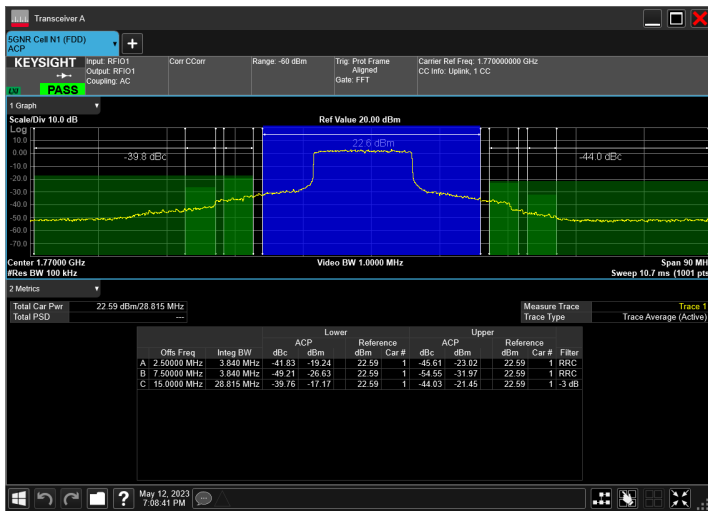 Transceiver A
5GNR Cell N1 (FDD)
ACP
KEYSIGHT
Input: RFIO1
Output: RFIO1
Coupling: AC
Corr CCorr
Range: -60 dBm
Trig: Prot Frame
Aligned
Gate: FFT
Carrier Ref Freq: 1.770000000 GHz
CC Info: Uplink, 1 CC
PASS
1 Graph
Scale/Div 10.0 dB
Ref Value 20.00 dBm
Log
10.0
0.00
-10.0
-20.0
-30.0
-40.0
-50.0
-60.0
-70.0
-39.8 dBc
22.6 dBm
-44.0 dBc
Center 1.77000 GHz
Video BW 1.0000 MHz
Span 90 MH
#Res BW 100 kHz
Sweep 10.7 ms (1001 pts
2 Metrics
Total Car Pwr 22.59 dBm/28.815 MHz
Total PSD ---
Measure Trace Trace 1
Trace Type Trace Average (Active)
Lower Upper
ACP Reference ACP Reference
Offs Freq Integ BW dBc dBm dBm Car # dBc dBm dBm Car # Filter
A 2.50000 MHz 3.840 MHz -41.83 -19.24 22.59 1 -45.61 -23.02 22.59 1 RRC
B 7.50000 MHz 3.840 MHz -49.21 -26.63 22.59 1 -54.55 -31.97 22.59 1 RRC
C 15.0000 MHz 28.815 MHz -39.76 -17.17 22.59 1 -44.03 -21.45 22.59 1 -3 dB
May 12, 2023
7:08:41 PM